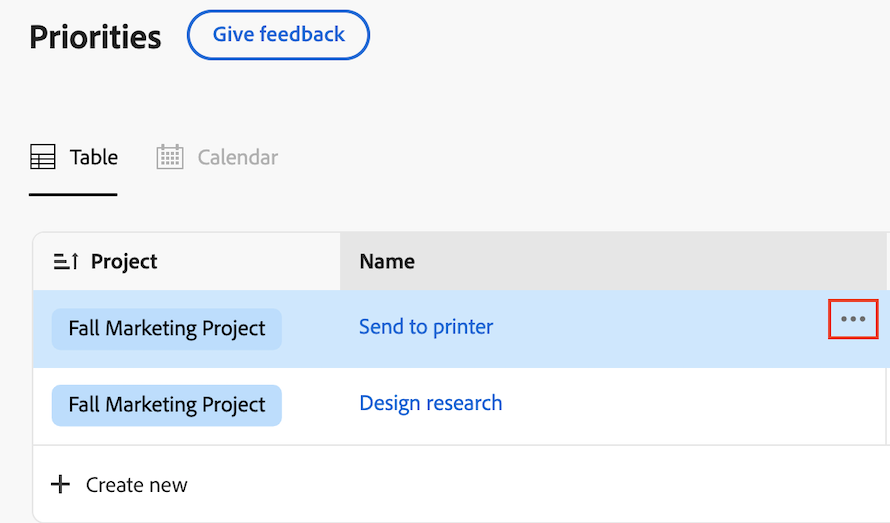 Priorities Give feedback
Table Calendar
Project Name
Fall Marketing Project Send to printer
Fall Marketing Project Design research
Create new